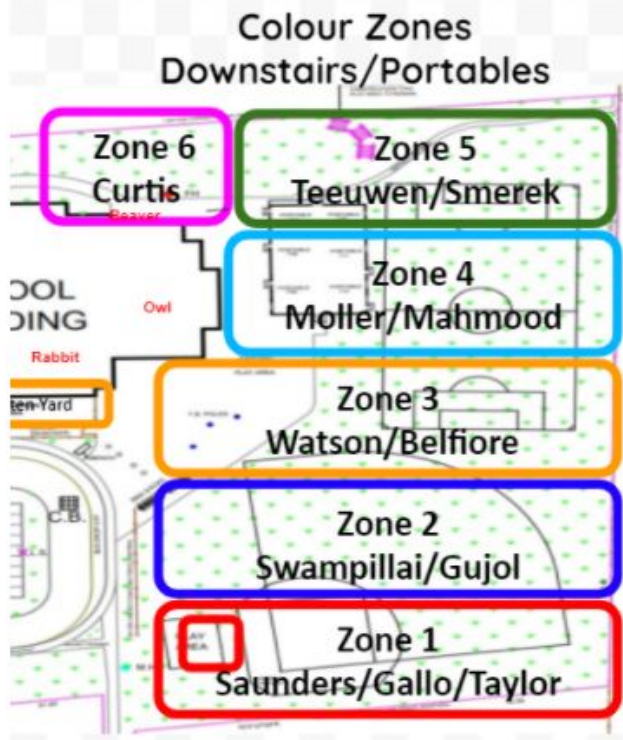 Colour Zones
Downstairs/Portables
Zone 6
Curtis
Beaver
Zone 5
Teeuwen/Smerek
OOL
DING
Owl
Rabbit
Zone 4
Moller/Mahmood
Yard
Zone 3
Watson/Belfiore
C.B.
Zone 2
Swampillai/Gujol
AREA
Zone 1
Saunders/Gallo/Taylor